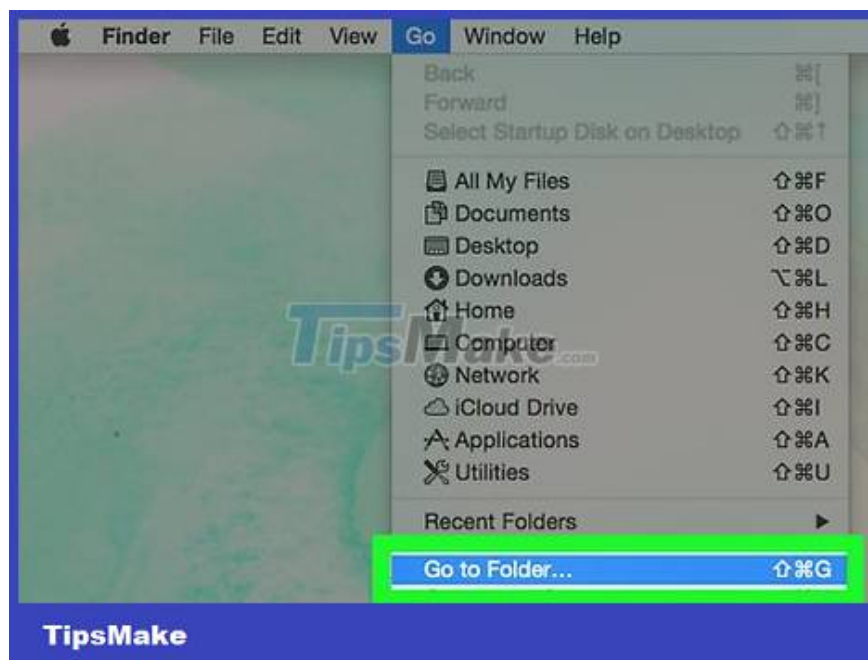 Finder File Edit View Go Window Help
Back ⌘[
Forward ⌘]
Select Startup Disk on Desktop ⇧⌘↑
All My Files ⇧⌘F
Documents ⇧⌘O
Desktop ⇧⌘D
Downloads ⌥⌘L
Home ⇧⌘H
Computer ⇧⌘C
Network ⇧⌘K
iCloud Drive ⇧⌘I
Applications ⇧⌘A
Utilities ⇧⌘U
Recent Folders ▶
Go to Folder... ⇧⌘G
TipsMake.com
TipsMake